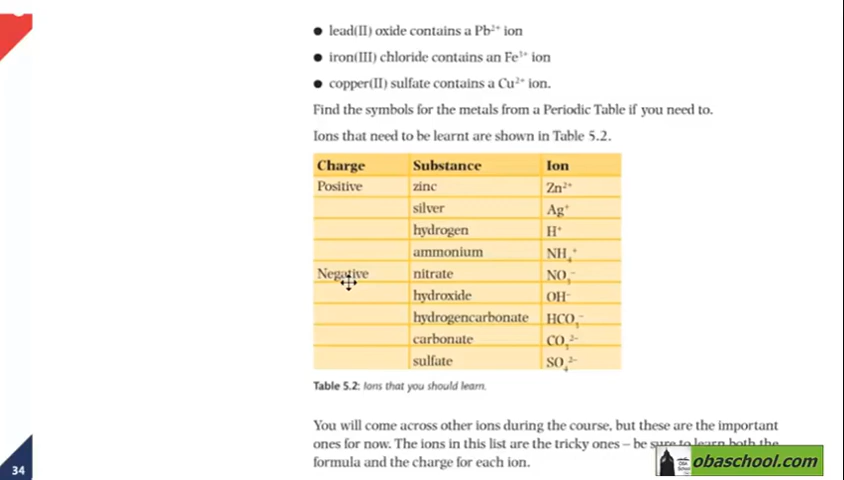 ● lead(II) oxide contains a Pb²⁺ ion
● iron(III) chloride contains an Fe³⁺ ion
● copper(II) sulfate contains a Cu²⁺ ion.
Find the symbols for the metals from a Periodic Table if you need to.
Ions that need to be learnt are shown in Table 5.2.
Charge Substance Ion
Positive zinc Zn²⁺
silver Ag⁺
hydrogen H⁺
ammonium NH₄⁺
Negative nitrate NO₃⁻
hydroxide OH⁻
hydrogencarbonate HCO₃⁻
carbonate CO₃²⁻
sulfate SO₄²⁻
Table 5.2: Ions that you should learn.
You will come across other ions during the course, but these are the important
ones for now. The ions in this list are the tricky ones – be sure to learn both the
formula and the charge for each ion.
34
obaschool.com